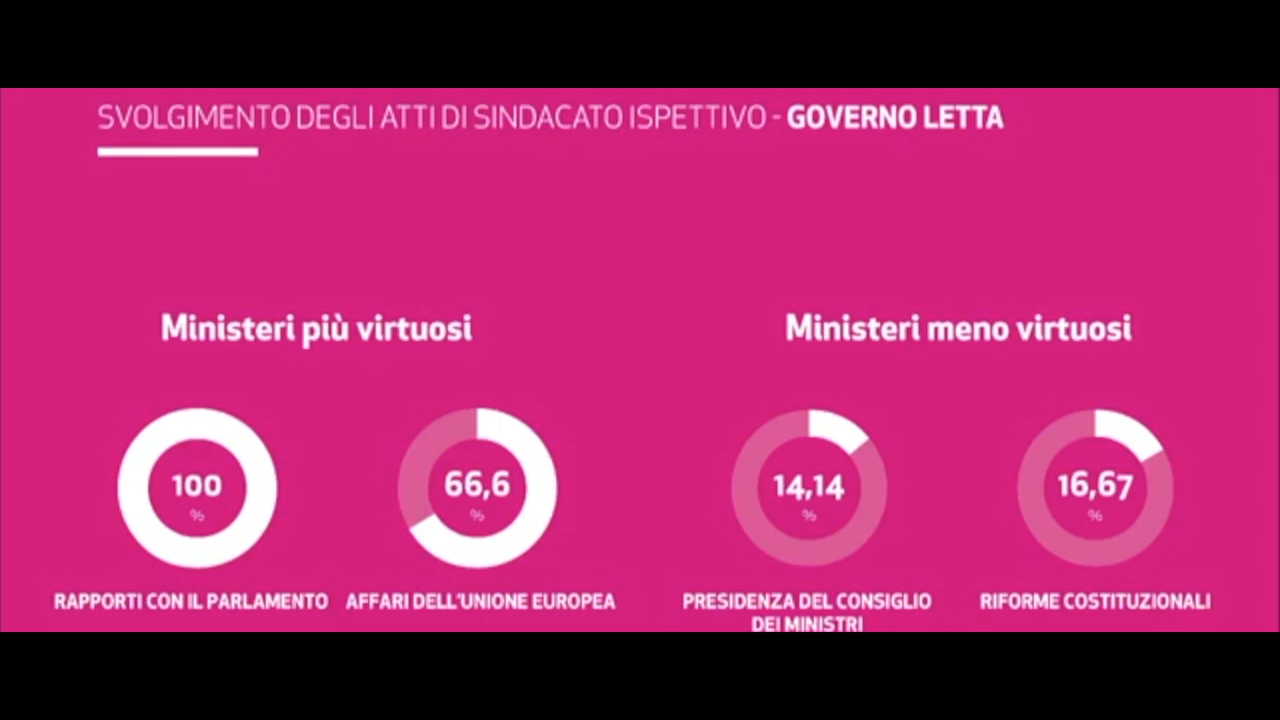 SVOLGIMENTO DEGLI ATTI DI SINDACATO ISPETTIVO - GOVERNO LETTA
Ministeri più virtuosi
Ministeri meno virtuosi
100
%
66,6
%
14,14
%
16,67
%
RAPPORTI CON IL PARLAMENTO
AFFARI DELL'UNIONE EUROPEA
PRESIDENZA DEL CONSIGLIO
DEI MINISTRI
RIFORME COSTITUZIONALI